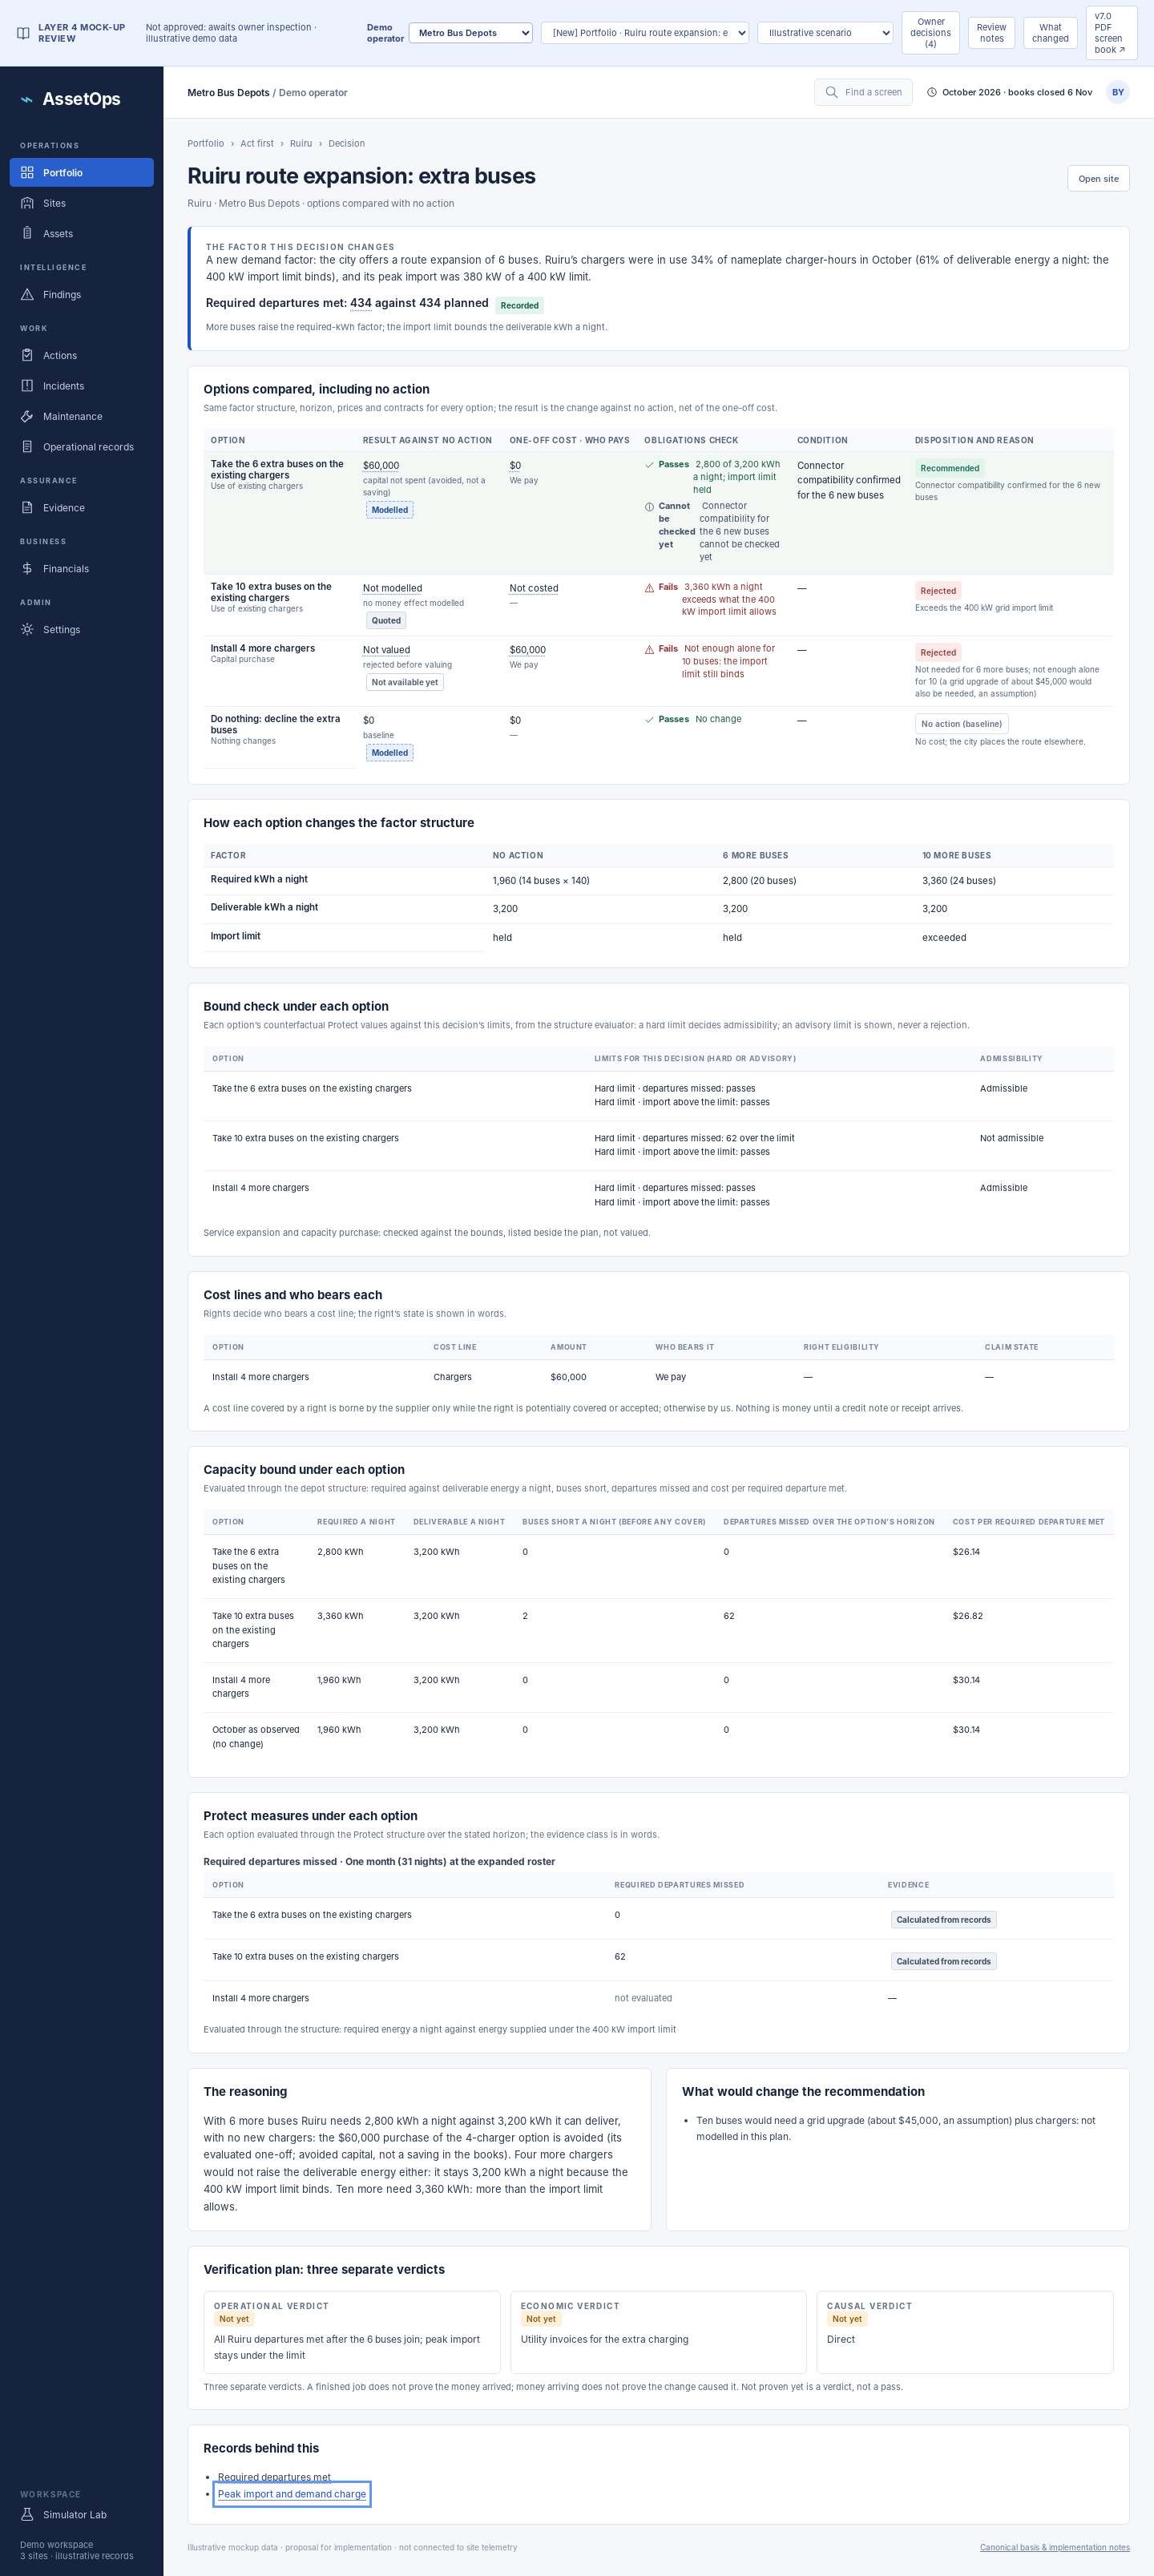 LAYER 4 MOCK-UP
REVIEW
Not approved: awaits owner inspection ·
illustrative demo data
Demo
operator
Metro Bus Depots
[New] Portfolio · Ruiru route expansion: e
Illustrative scenario
Owner
decisions
(4)
Review
notes
What
changed
v7.0
PDF
screen
book ↗
AssetOps
OPERATIONS
Portfolio
Sites
Assets
INTELLIGENCE
Findings
WORK
Actions
Incidents
Maintenance
Operational records
ASSURANCE
Evidence
BUSINESS
Financials
ADMIN
Settings
WORKSPACE
Simulator Lab
Demo workspace
3 sites · illustrative records
Metro Bus Depots / Demo operator
Find a screen
October 2026 · books closed 6 Nov
BY
Portfolio › Act first › Ruiru › Decision
Ruiru route expansion: extra buses
Open site
Ruiru · Metro Bus Depots · options compared with no action
THE FACTOR THIS DECISION CHANGES
A new demand factor: the city offers a route expansion of 6 buses. Ruiru's chargers were in use 34% of nameplate charger-hours in October (61% of deliverable energy a night: the
400 kW import limit binds), and its peak import was 380 kW of a 400 kW limit.
Required departures met: 434 against 434 planned Recorded
More buses raise the required-kWh factor; the import limit bounds the deliverable kWh a night.
Options compared, including no action
Same factor structure, horizon, prices and contracts for every option; the result is the change against no action, net of the one-off cost.
OPTION RESULT AGAINST NO ACTION ONE-OFF COST · WHO PAYS OBLIGATIONS CHECK CONDITION DISPOSITION AND REASON
Take the 6 extra buses on the
existing chargers
Use of existing chargers
$60,000
capital not spent (avoided, not a
saving)
Modelled
$0
We pay
Passes 2,800 of 3,200 kWh
a night; import limit
held
Cannot
be
checked
yet
Connector
compatibility for
the 6 new buses
cannot be checked
yet
Connector
compatibility confirmed
for the 6 new buses
Recommended
Connector compatibility confirmed for the 6 new
buses
Take 10 extra buses on the
existing chargers
Use of existing chargers
Not modelled
no money effect modelled
Quoted
Not costed
—
Fails 3,360 kWh a night
exceeds what the 400
kW import limit allows
—
Rejected
Exceeds the 400 kW grid import limit
Install 4 more chargers
Capital purchase
Not valued
rejected before valuing
Not available yet
$60,000
We pay
Fails Not enough alone for
10 buses: the import
limit still binds
—
Rejected
Not needed for 6 more buses; not enough alone
for 10 (a grid upgrade of about $45,000 would
also be needed, an assumption)
Do nothing: decline the extra
buses
Nothing changes
$0
baseline
Modelled
$0
—
Passes No change
—
No action (baseline)
No cost; the city places the route elsewhere.
How each option changes the factor structure
FACTOR NO ACTION 6 MORE BUSES 10 MORE BUSES
Required kWh a night 1,960 (14 buses × 140) 2,800 (20 buses) 3,360 (24 buses)
Deliverable kWh a night 3,200 3,200 3,200
Import limit held held exceeded
Bound check under each option
Each option's counterfactual Protect values against this decision's limits, from the structure evaluator: a hard limit decides admissibility; an advisory limit is shown, never a rejection.
OPTION LIMITS FOR THIS DECISION (HARD OR ADVISORY) ADMISSIBILITY
Take the 6 extra buses on the existing chargers Hard limit · departures missed: passes Admissible
Hard limit · import above the limit: passes
Take 10 extra buses on the existing chargers Hard limit · departures missed: 62 over the limit Not admissible
Hard limit · import above the limit: passes
Install 4 more chargers Hard limit · departures missed: passes Admissible
Hard limit · import above the limit: passes
Service expansion and capacity purchase: checked against the bounds, listed beside the plan, not valued.
Cost lines and who bears each
Rights decide who bears a cost line; the right's state is shown in words.
OPTION COST LINE AMOUNT WHO BEARS IT RIGHT ELIGIBILITY CLAIM STATE
Install 4 more chargers Chargers $60,000 We pay — —
A cost line covered by a right is borne by the supplier only while the right is potentially covered or accepted; otherwise by us. Nothing is money until a credit note or receipt arrives.
Capacity bound under each option
Evaluated through the depot structure: required against deliverable energy a night, buses short, departures missed and cost per required departure met.
OPTION REQUIRED A NIGHT DELIVERABLE A NIGHT BUSES SHORT A NIGHT (BEFORE ANY COVER) DEPARTURES MISSED OVER THE OPTION'S HORIZON COST PER REQUIRED DEPARTURE MET
Take the 6 extra 2,800 kWh 3,200 kWh 0 0 $26.14
buses on the
existing chargers
Take 10 extra buses 3,360 kWh 3,200 kWh 2 62 $26.82
on the existing
chargers
Install 4 more 1,960 kWh 3,200 kWh 0 0 $30.14
chargers
October as observed 1,960 kWh 3,200 kWh 0 0 $30.14
(no change)
Protect measures under each option
Each option evaluated through the Protect structure over the stated horizon; the evidence class is in words.
Required departures missed · One month (31 nights) at the expanded roster
OPTION REQUIRED DEPARTURES MISSED EVIDENCE
Take the 6 extra buses on the existing chargers 0 Calculated from records
Take 10 extra buses on the existing chargers 62 Calculated from records
Install 4 more chargers not evaluated —
Evaluated through the structure: required energy a night against energy supplied under the 400 kW import limit
The reasoning
With 6 more buses Ruiru needs 2,800 kWh a night against 3,200 kWh it can deliver,
with no new chargers: the $60,000 purchase of the 4-charger option is avoided (its
evaluated one-off; avoided capital, not a saving in the books). Four more chargers
would not raise the deliverable energy either: it stays 3,200 kWh a night because the
400 kW import limit binds. Ten more need 3,360 kWh: more than the import limit
allows.
What would change the recommendation
• Ten buses would need a grid upgrade (about $45,000, an assumption) plus chargers: not
modelled in this plan.
Verification plan: three separate verdicts
OPERATIONAL VERDICT
Not yet
All Ruiru departures met after the 6 buses join; peak import
stays under the limit
ECONOMIC VERDICT
Not yet
Utility invoices for the extra charging
CAUSAL VERDICT
Not yet
Direct
Three separate verdicts. A finished job does not prove the money arrived; money arriving does not prove the change caused it. Not proven yet is a verdict, not a pass.
Records behind this
• Required departures met
• Peak import and demand charge
Illustrative mockup data · proposal for implementation · not connected to site telemetry
Canonical basis & implementation notes